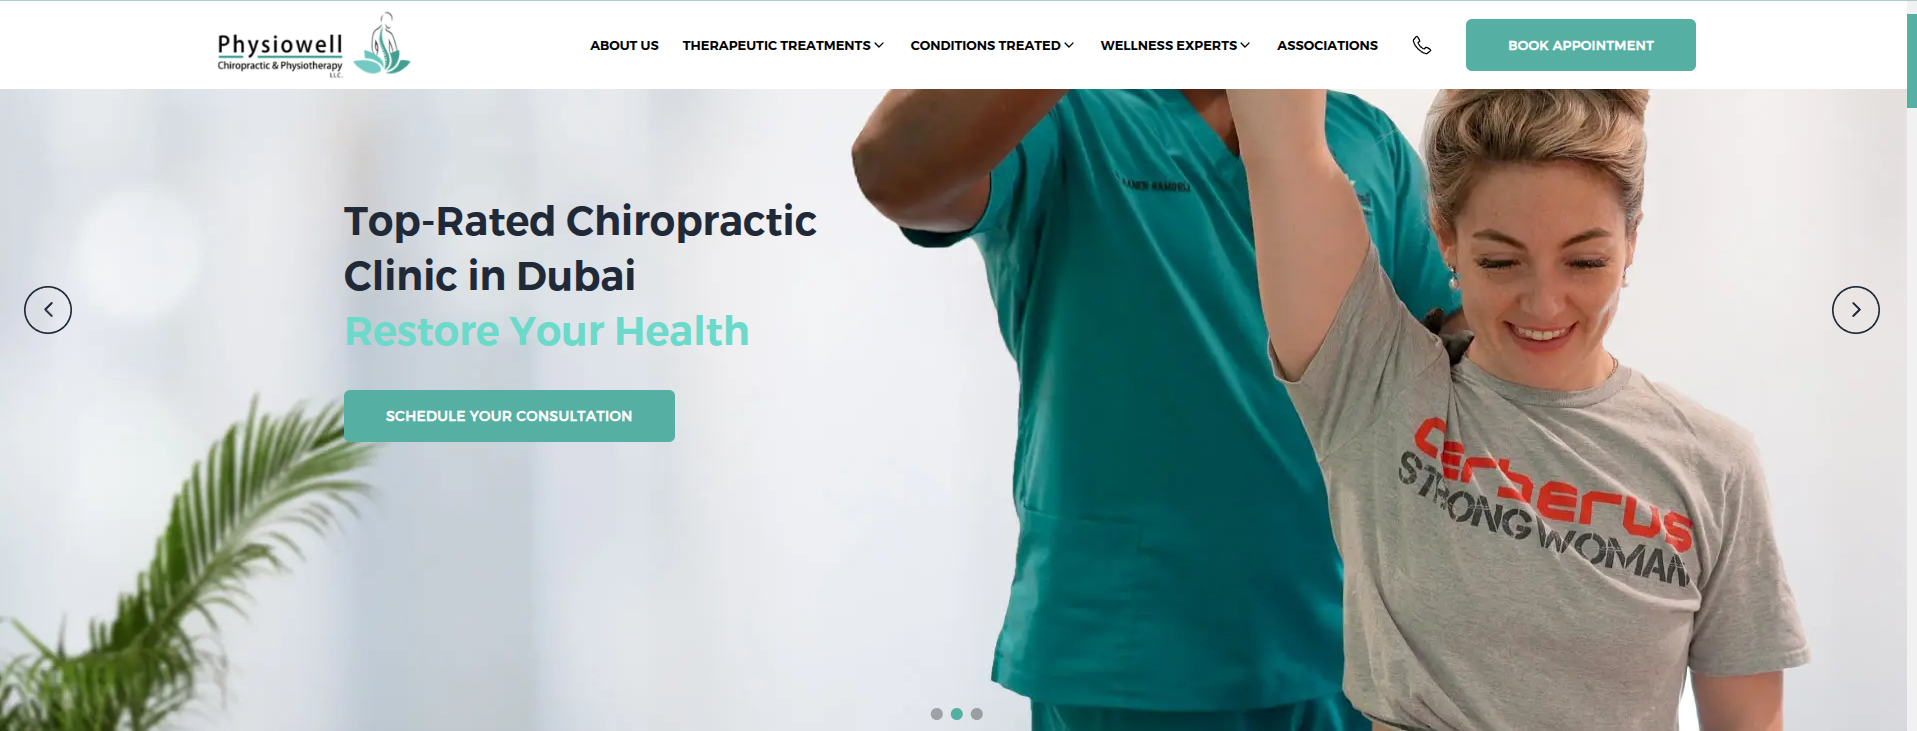 Physiowell
Chiropractic & Physiotherapy
LLC.
ABOUT US
THERAPEUTIC TREATMENTS
CONDITIONS TREATED
WELLNESS EXPERTS
ASSOCIATIONS
BOOK APPOINTMENT
Top-Rated Chiropractic
Clinic in Dubai
Restore Your Health
SCHEDULE YOUR CONSULTATION
Cerberus
STRONG WOMAN